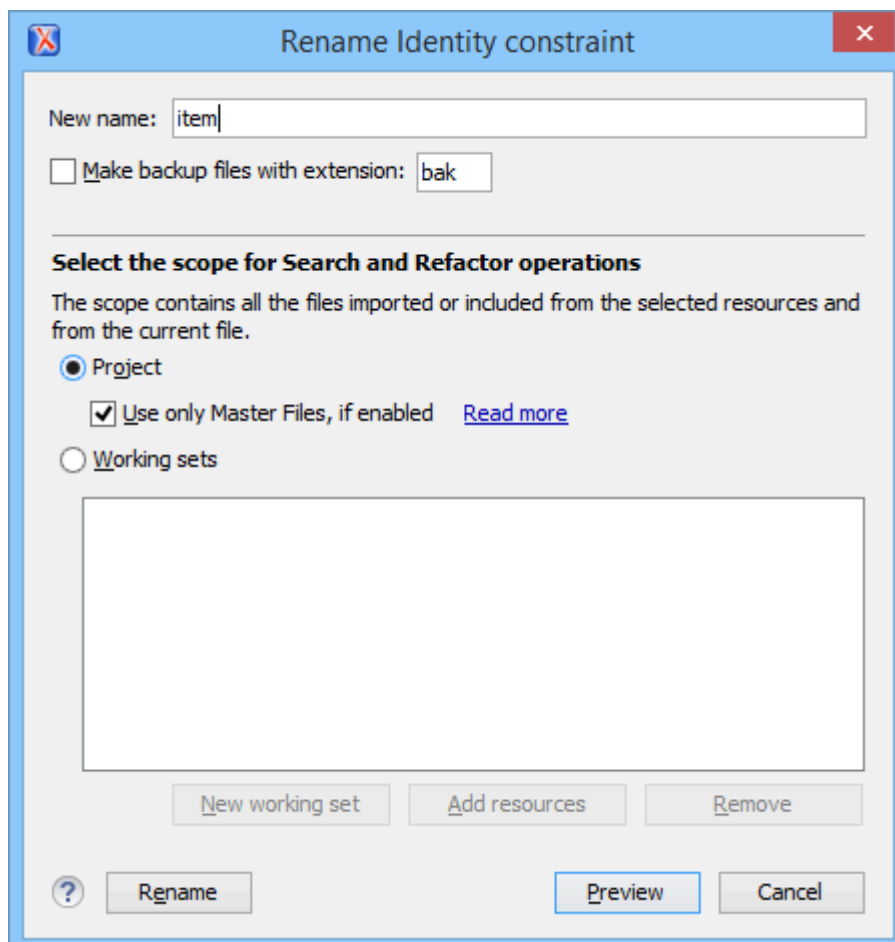 Rename Identity constraint
New name: item
Make backup files with extension: bak
Select the scope for Search and Refactor operations
The scope contains all the files imported or included from the selected resources and
from the current file.
Project
Use only Master Files, if enabled Read more
Working sets
New working set Add resources Remove
? Rename Preview Cancel